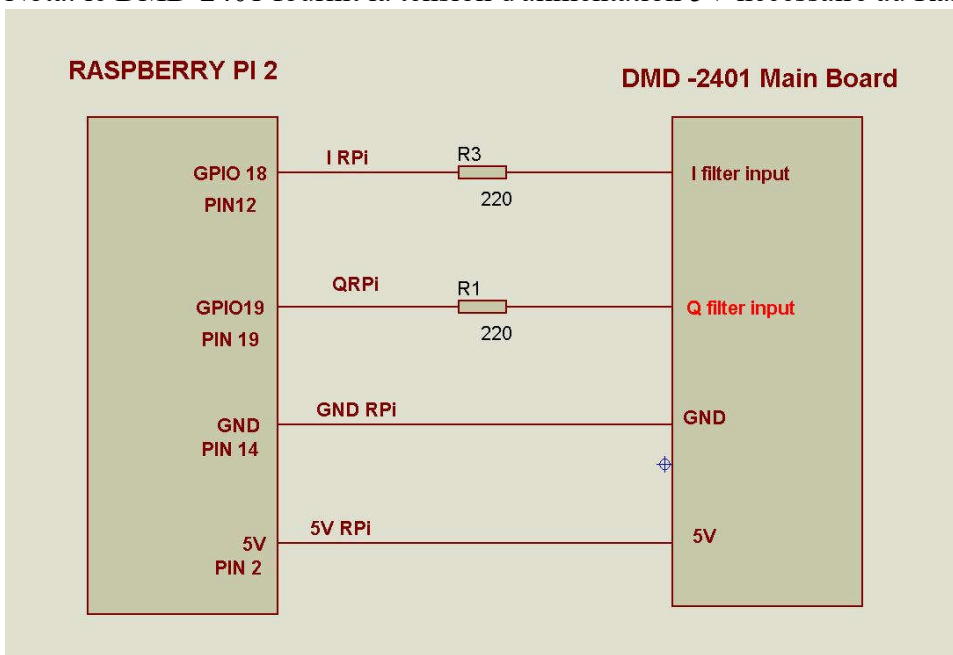 RASPBERRY PI 2
DMD -2401 Main Board
I RPi
R3
GPIO 18
I filter input
PIN12
220
QRPi
R1
GPIO19
Q filter input
PIN 19
220
GND RPi
GND
GND
PIN 14
5V RPi
5V
5V
PIN 2